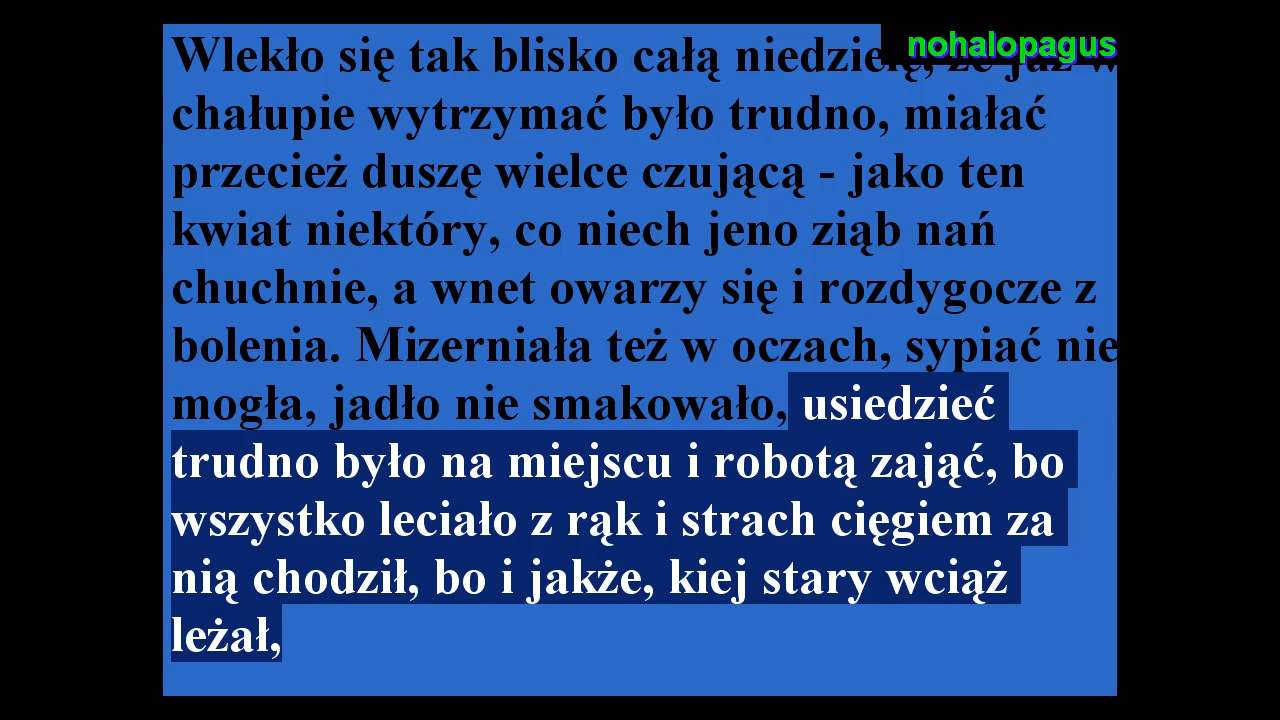 nohalopagus
Wlekło się tak blisko całą niedzielę, że już w
chałupie wytrzymać było trudno, miałać
przecież duszę wielce czującą - jako ten
kwiat niektóry, co niech jeno ziąb nań
chuchnie, a wnet owarzy się i rozdygocze z
bolenia. Mizerniała też w oczach, sypiać nie
mogła, jadło nie smakowało, usiedzieć
trudno było na miejscu i robotą zająć, bo
wszystko leciało z rąk i strach cięgiem za
nią chodził, bo i jakże, kiej stary wciąż
leżał,